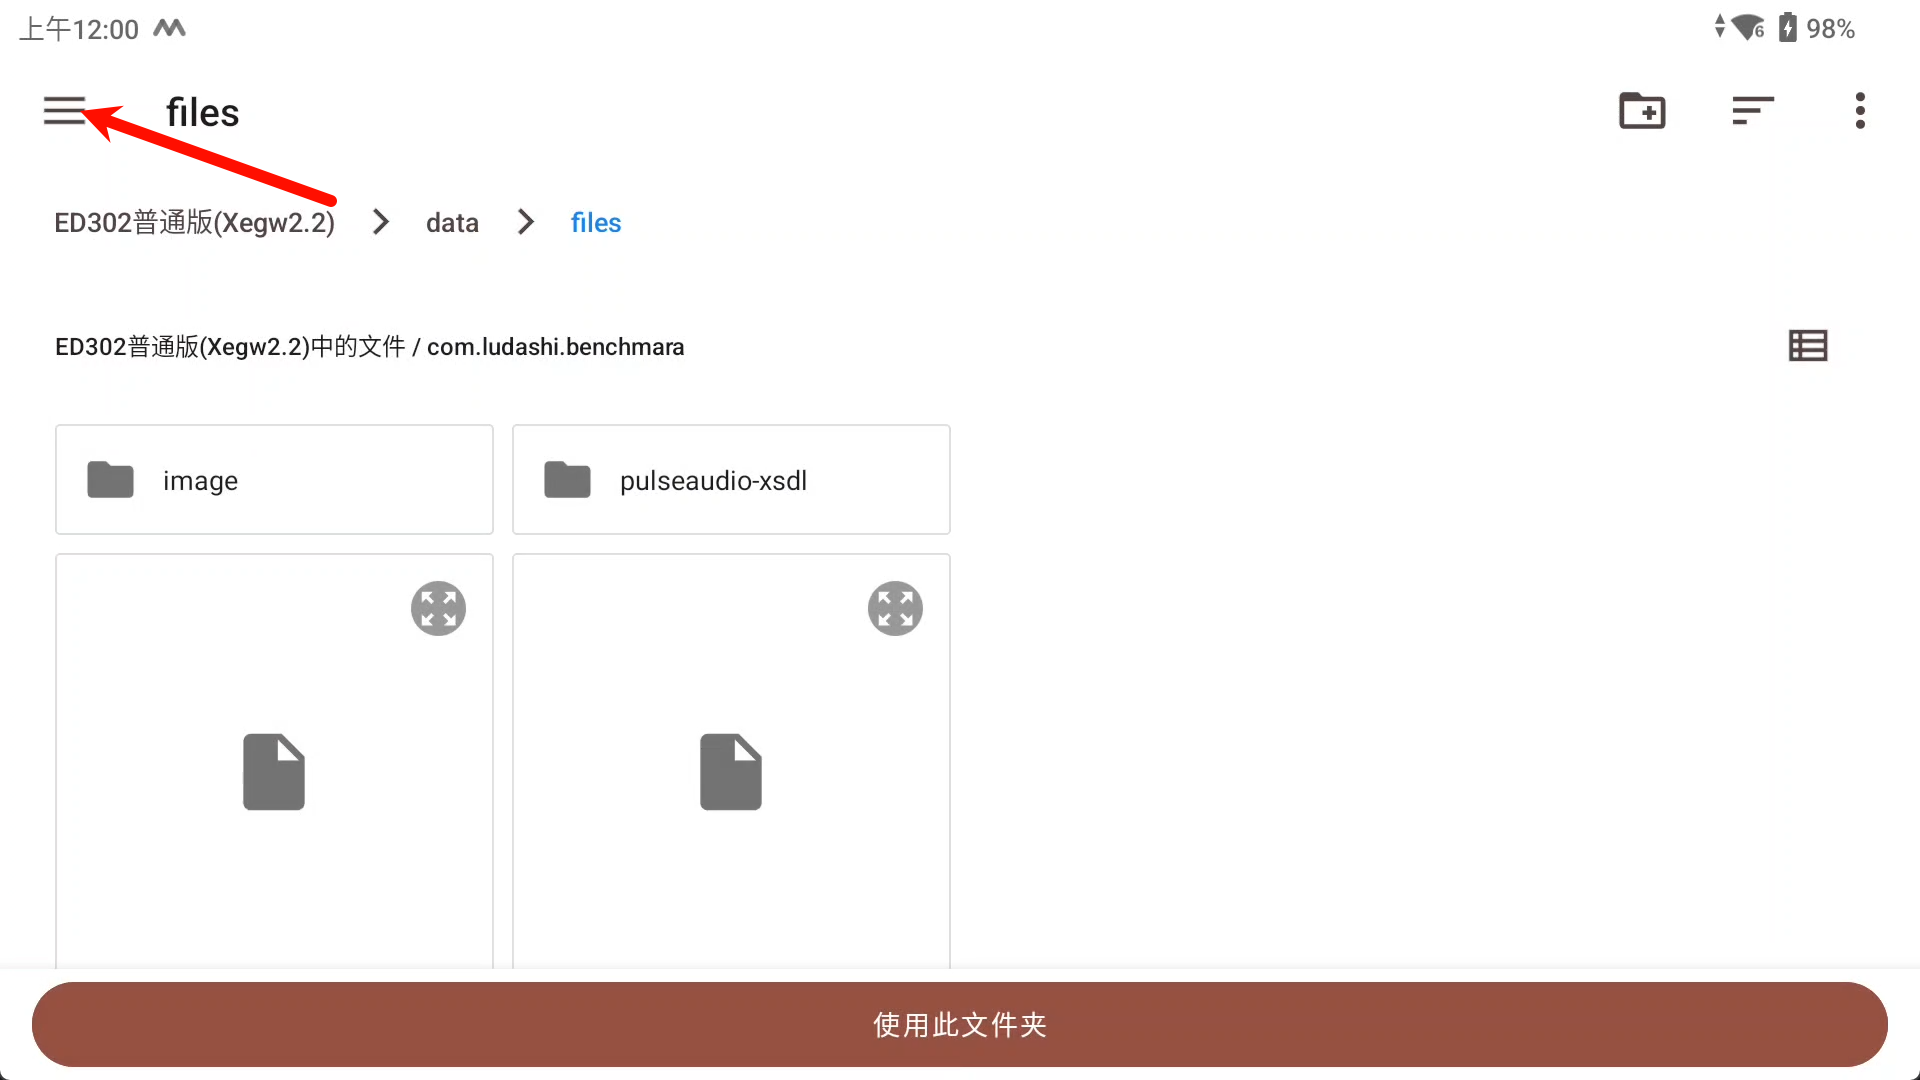 上午12:00
6
98%
files
ED302普通版(Xegw2.2) > data > files
ED302普通版(Xegw2.2)中的文件 / com.ludashi.benchmara
image
pulseaudio-xsdl
使用此文件夹